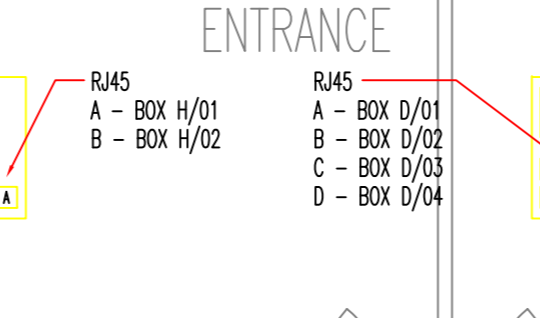 ENTRANCE
RJ45
A - BOX H/01
B - BOX H/02
RJ45
A - BOX D/01
B - BOX D/02
C - BOX D/03
D - BOX D/04
A